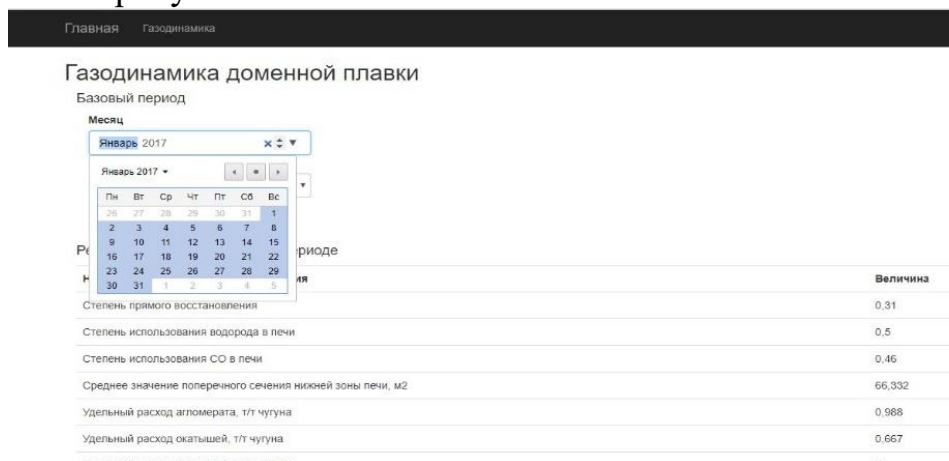 Главная Газодинамика
Газодинамика доменной плавки
Базовый период
Месяц
Январь 2017
Январь 2017
Пн Вт Ср Чт Пт Сб Вс
26 27 28 29 30 31 1
2 3 4 5 6 7 8
9 10 11 12 13 14 15
16 17 18 19 20 21 22
23 24 25 26 27 28 29
30 31 1 2 3 4 5
Величина
Степень прямого восстановления 0,31
Степень использования водорода в печи 0,5
Степень использования CO в печи 0,46
Среднее значение поперечного сечения нижней зоны печи, м2 66,332
Удельный расход агломерата, т/т чугуна 0,988
Удельный расход окатышей, т/т чугуна 0,667